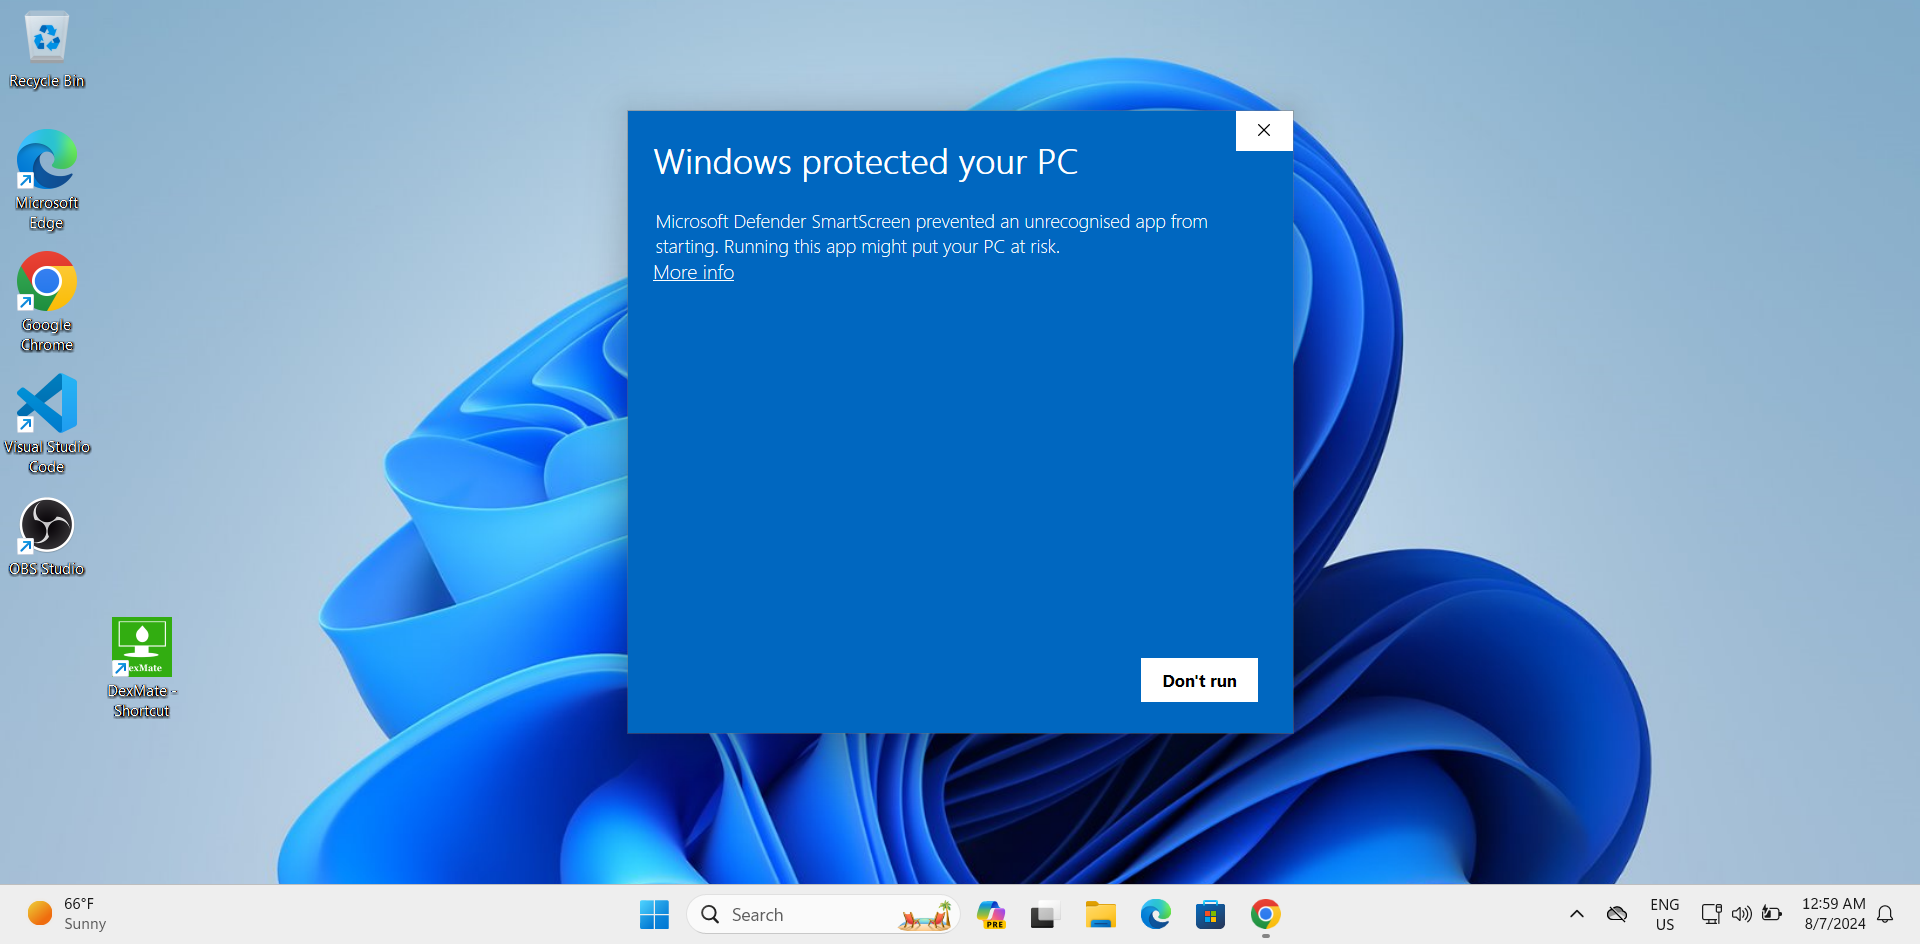 Recycle Bin
Microsoft
Edge
Google
Chrome
Visual Studio
Code
OBS Studio
exMate
DexMate -
Shortcut
Windows protected your PC
Microsoft Defender SmartScreen prevented an unrecognised app from
starting. Running this app might put your PC at risk.
More info
Don't run
66°F
Sunny
Search
PRE
ENG
US
12:59 AM
8/7/2024